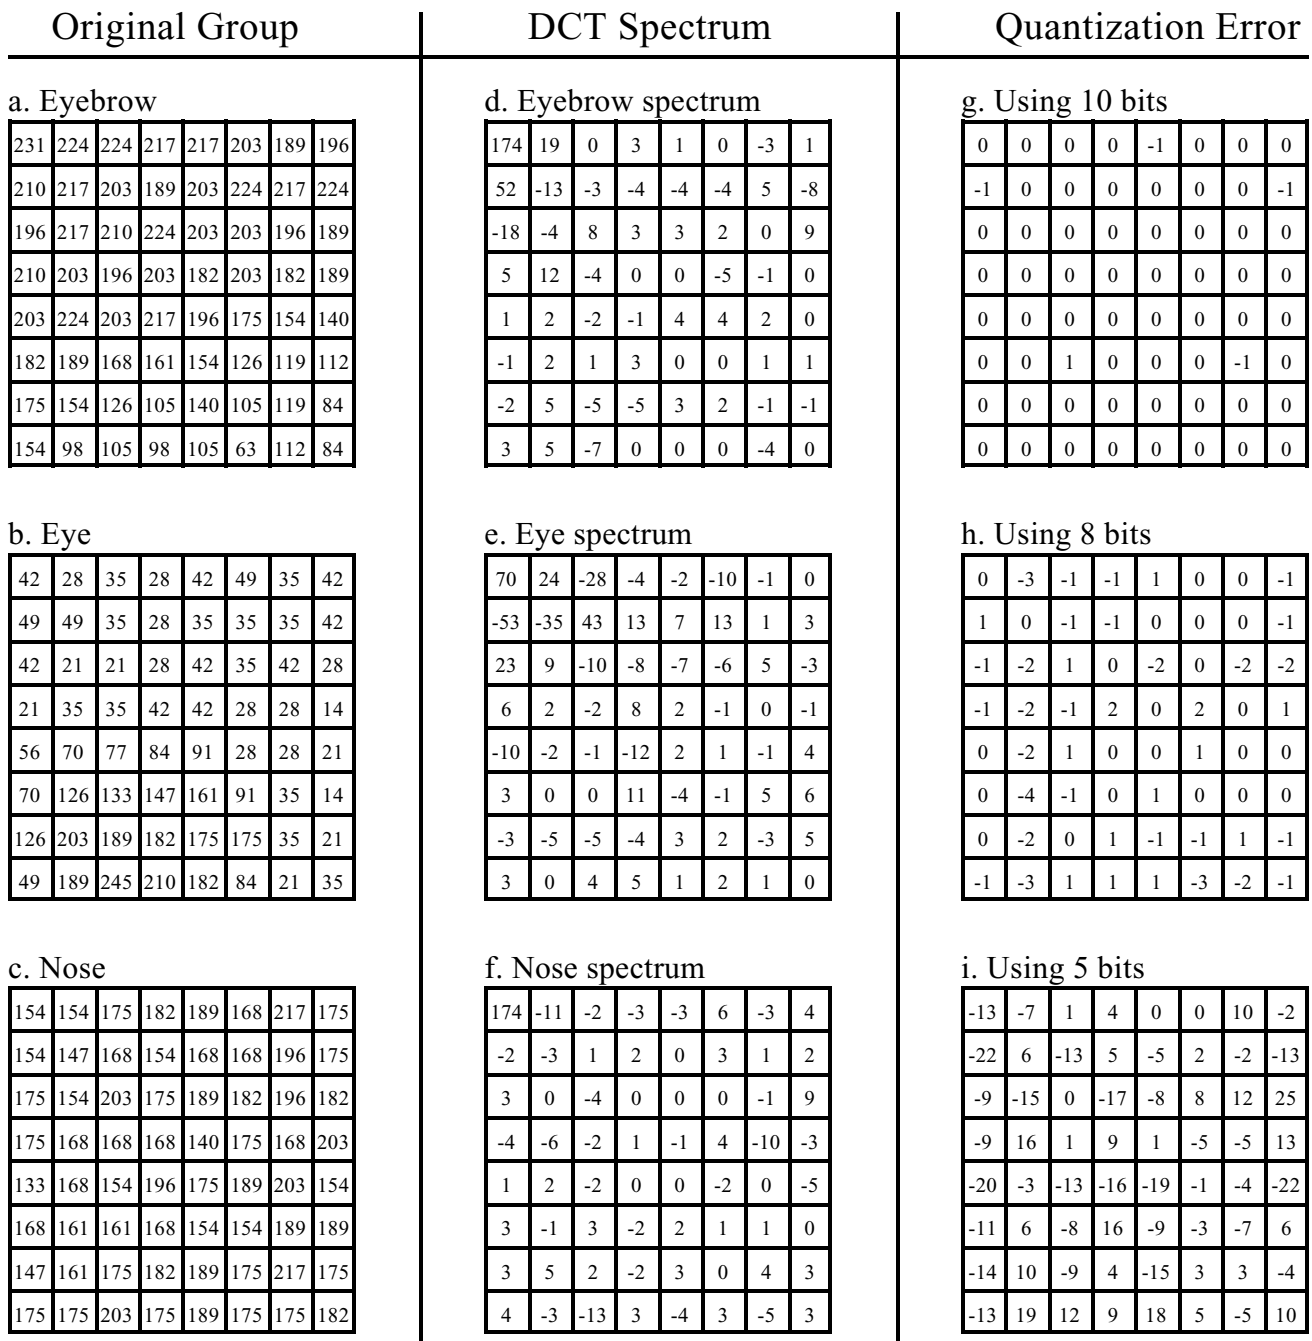 Original Group
DCT Spectrum
Quantization Error
a. Eyebrow
231 224 224 217 217 203 189 196
210 217 203 189 203 224 217 224
196 217 210 224 203 203 196 189
210 203 196 203 182 203 182 189
203 224 203 217 196 175 154 140
182 189 168 161 154 126 119 112
175 154 126 105 140 105 119 84
154 98 105 98 105 63 112 84
b. Eye
42 28 35 28 42 49 35 42
49 49 35 28 35 35 35 42
42 21 21 28 42 35 42 28
21 35 35 42 42 28 28 14
56 70 77 84 91 28 28 21
70 126 133 147 161 91 35 14
126 203 189 182 175 175 35 21
49 189 245 210 182 84 21 35
c. Nose
154 154 175 182 189 168 217 175
154 147 168 154 168 168 196 175
175 154 203 175 189 182 196 182
175 168 168 168 140 175 168 203
133 168 154 196 175 189 203 154
168 161 161 168 154 154 189 189
147 161 175 182 189 175 217 175
175 175 203 175 189 175 175 182
d. Eyebrow spectrum
174 19 0 3 1 0 -3 1
52 -13 -3 -4 -4 -4 5 -8
-18 -4 8 3 3 2 0 9
5 12 -4 0 0 -5 -1 0
1 2 -2 -1 4 4 2 0
-1 2 1 3 0 0 1 1
-2 5 -5 -5 3 2 -1 -1
3 5 -7 0 0 0 -4 0
e. Eye spectrum
70 24 -28 -4 -2 -10 -1 0
-53 -35 43 13 7 13 1 3
23 9 -10 -8 -7 -6 5 -3
6 2 -2 8 2 -1 0 -1
-10 -2 -1 -12 2 1 -1 4
3 0 0 11 -4 -1 5 6
-3 -5 -5 -4 3 2 -3 5
3 0 4 5 1 2 1 0
f. Nose spectrum
174 -11 -2 -3 -3 6 -3 4
-2 -3 1 2 0 3 1 2
3 0 -4 0 0 0 -1 9
-4 -6 -2 1 -1 4 -10 -3
1 2 -2 0 0 -2 0 -5
3 -1 3 -2 2 1 1 0
3 5 2 -2 3 0 4 3
4 -3 -13 3 -4 3 -5 3
g. Using 10 bits
0 0 0 0 -1 0 0 0
-1 0 0 0 0 0 0 -1
0 0 0 0 0 0 0 0
0 0 0 0 0 0 0 0
0 0 0 0 0 0 0 0
0 0 1 0 0 0 -1 0
0 0 0 0 0 0 0 0
0 0 0 0 0 0 0 0
h. Using 8 bits
0 -3 -1 -1 1 0 0 -1
1 0 -1 -1 0 0 0 -1
-1 -2 1 0 -2 0 -2 -2
-1 -2 -1 2 0 2 0 1
0 -2 1 0 0 1 0 0
0 -4 -1 0 1 0 0 0
0 -2 0 1 -1 -1 1 -1
-1 -3 1 1 1 -3 -2 -1
i. Using 5 bits
-13 -7 1 4 0 0 10 -2
-22 6 -13 5 -5 2 -2 -13
-9 -15 0 -17 -8 8 12 25
-9 16 1 9 1 -5 -5 13
-20 -3 -13 -16 -19 -1 -4 -22
-11 6 -8 16 -9 -3 -7 6
-14 10 -9 4 -15 3 3 -4
-13 19 12 9 18 5 -5 10